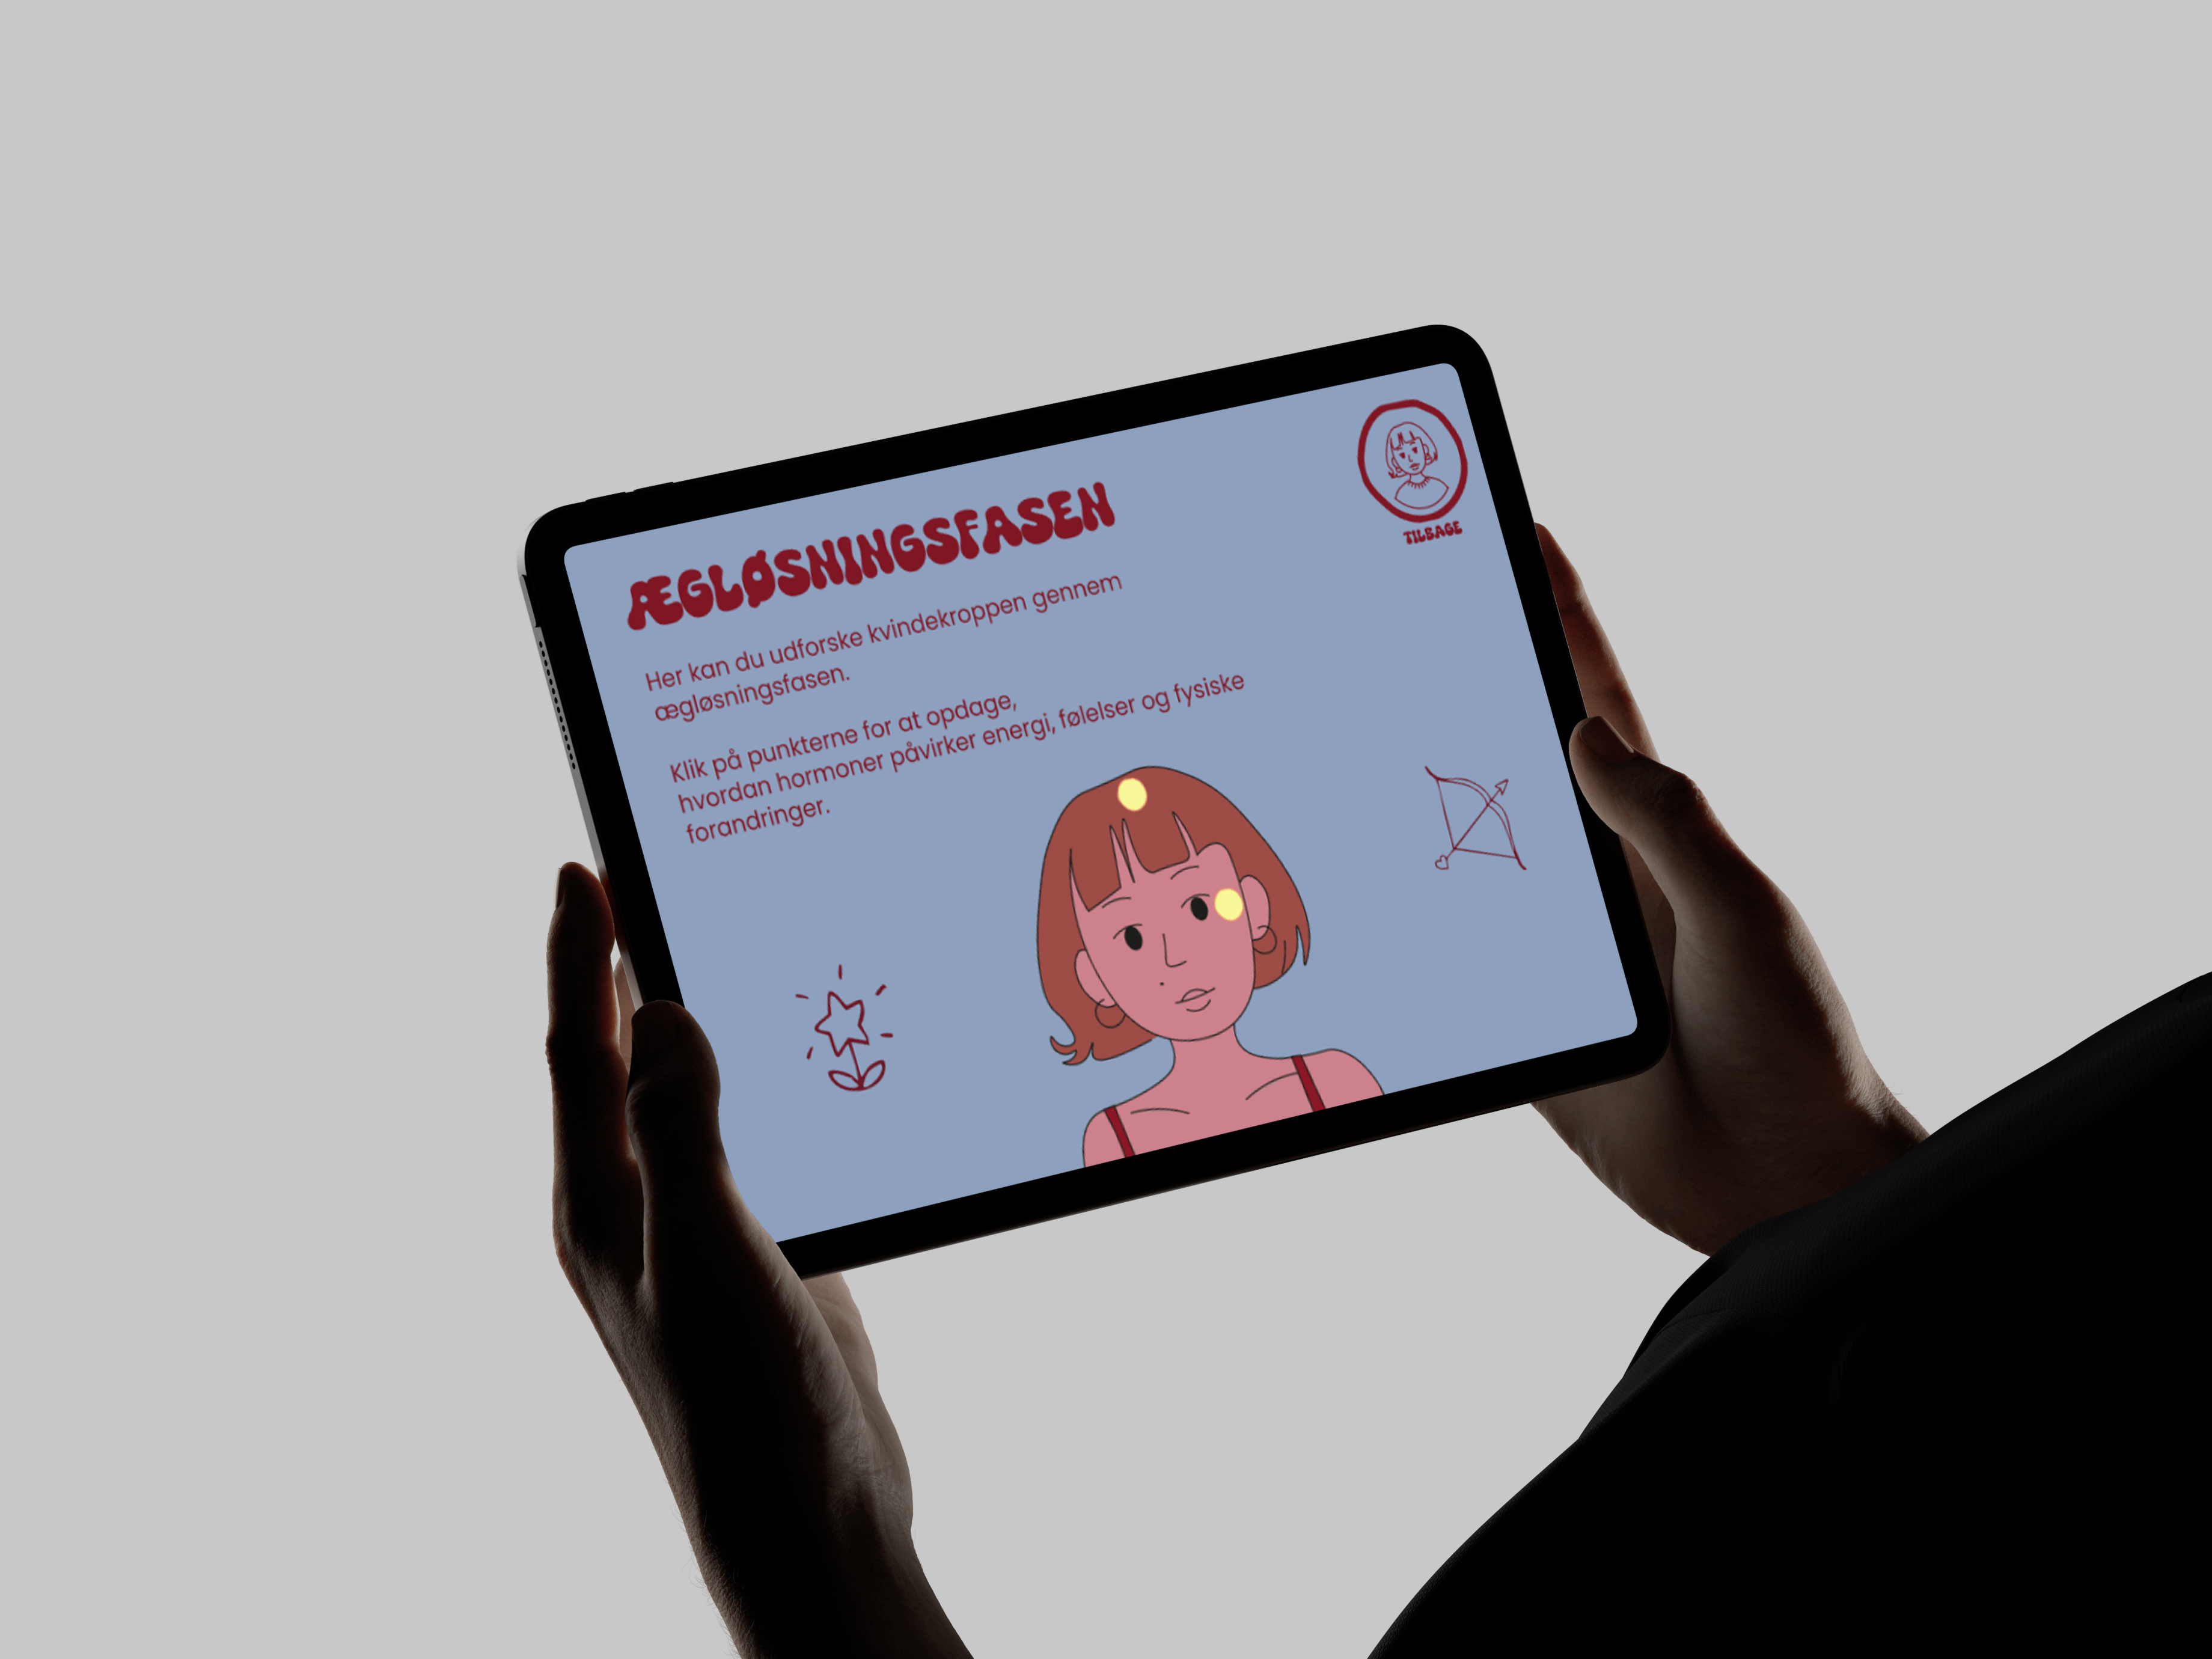 ÆGLØSNINGSFASEN
Her kan du udforske kvindekroppen gennem
ægløsningsfasen.
Klik på punkterne for at opdage,
hvordan hormoner påvirker energi, følelser og fysiske
forandringer.
TILBAGE